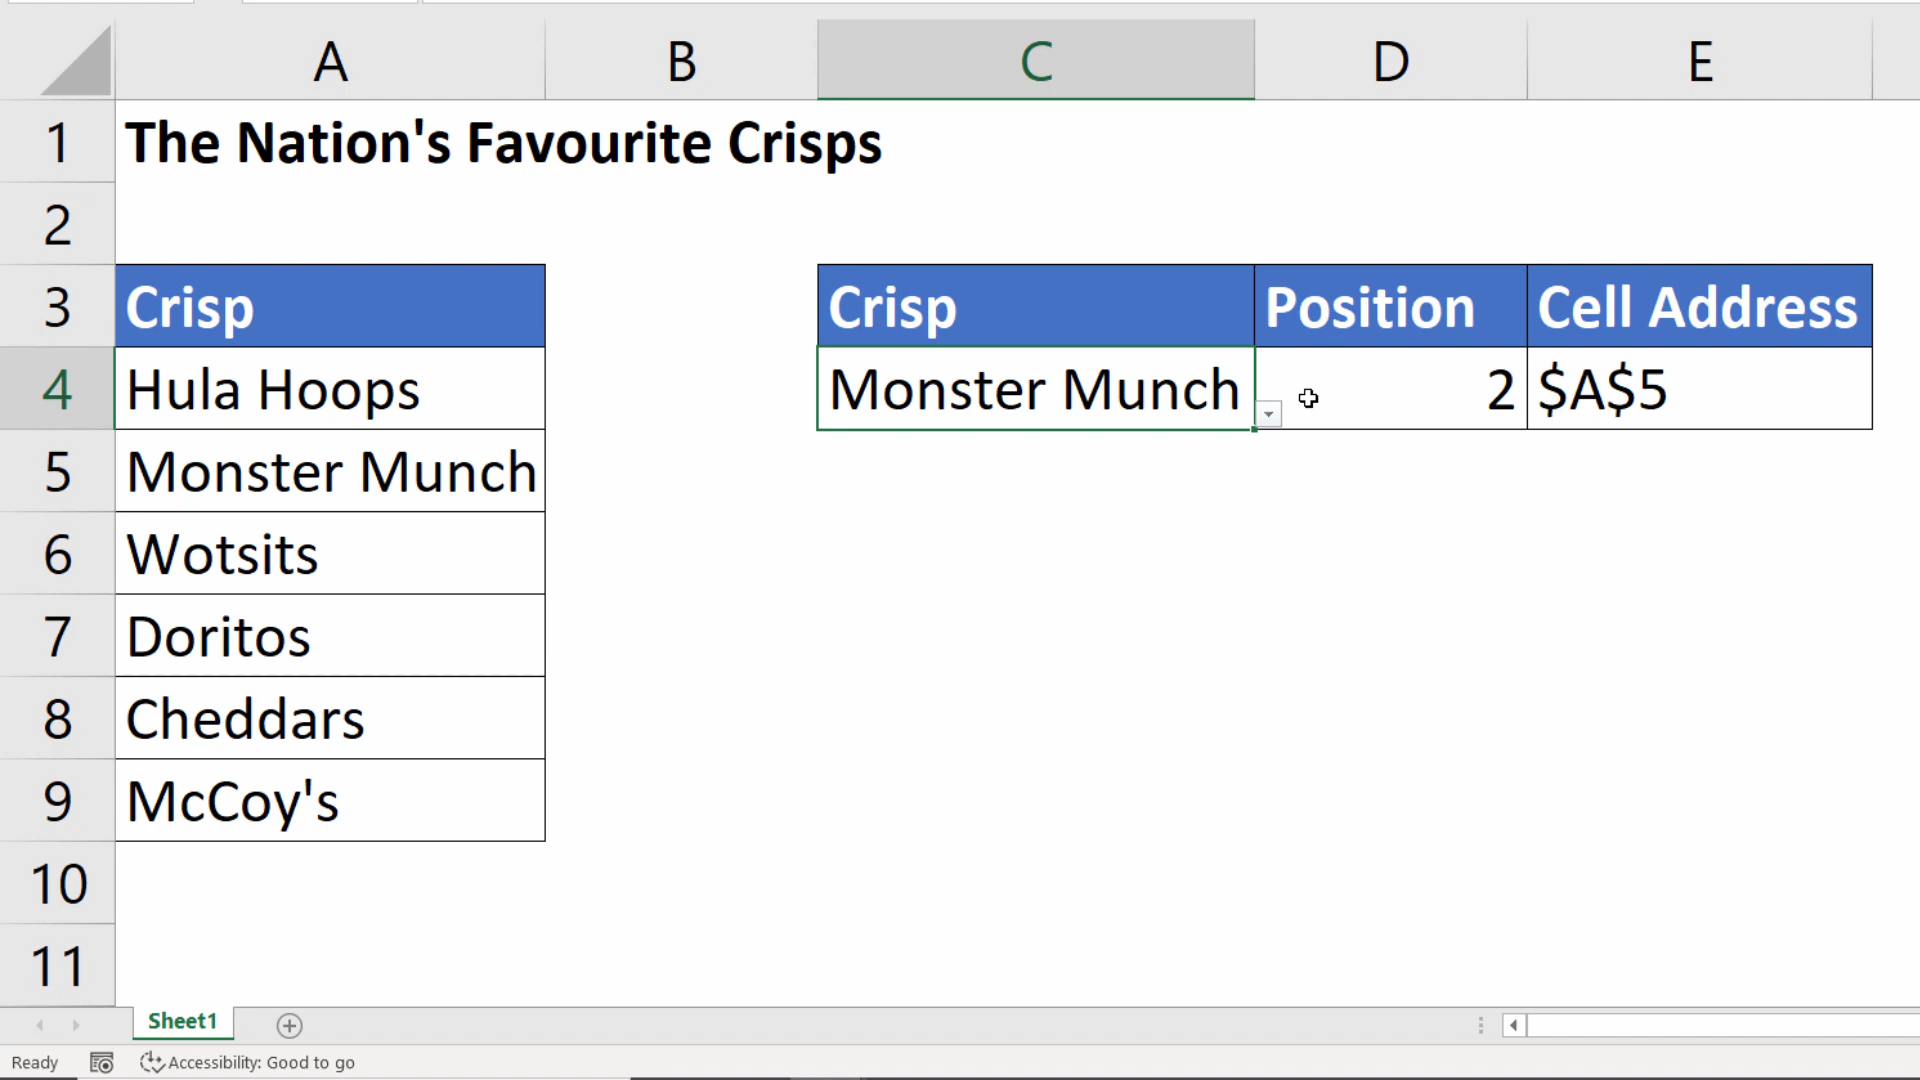 A B C D E
1 The Nation's Favourite Crisps
2
3 Crisp Crisp Position Cell Address
4 Hula Hoops Monster Munch 2 $A$5
5 Monster Munch
6 Wotsits
7 Doritos
8 Cheddars
9 McCoy's
10
11
Sheet1
Ready Accessibility: Good to go